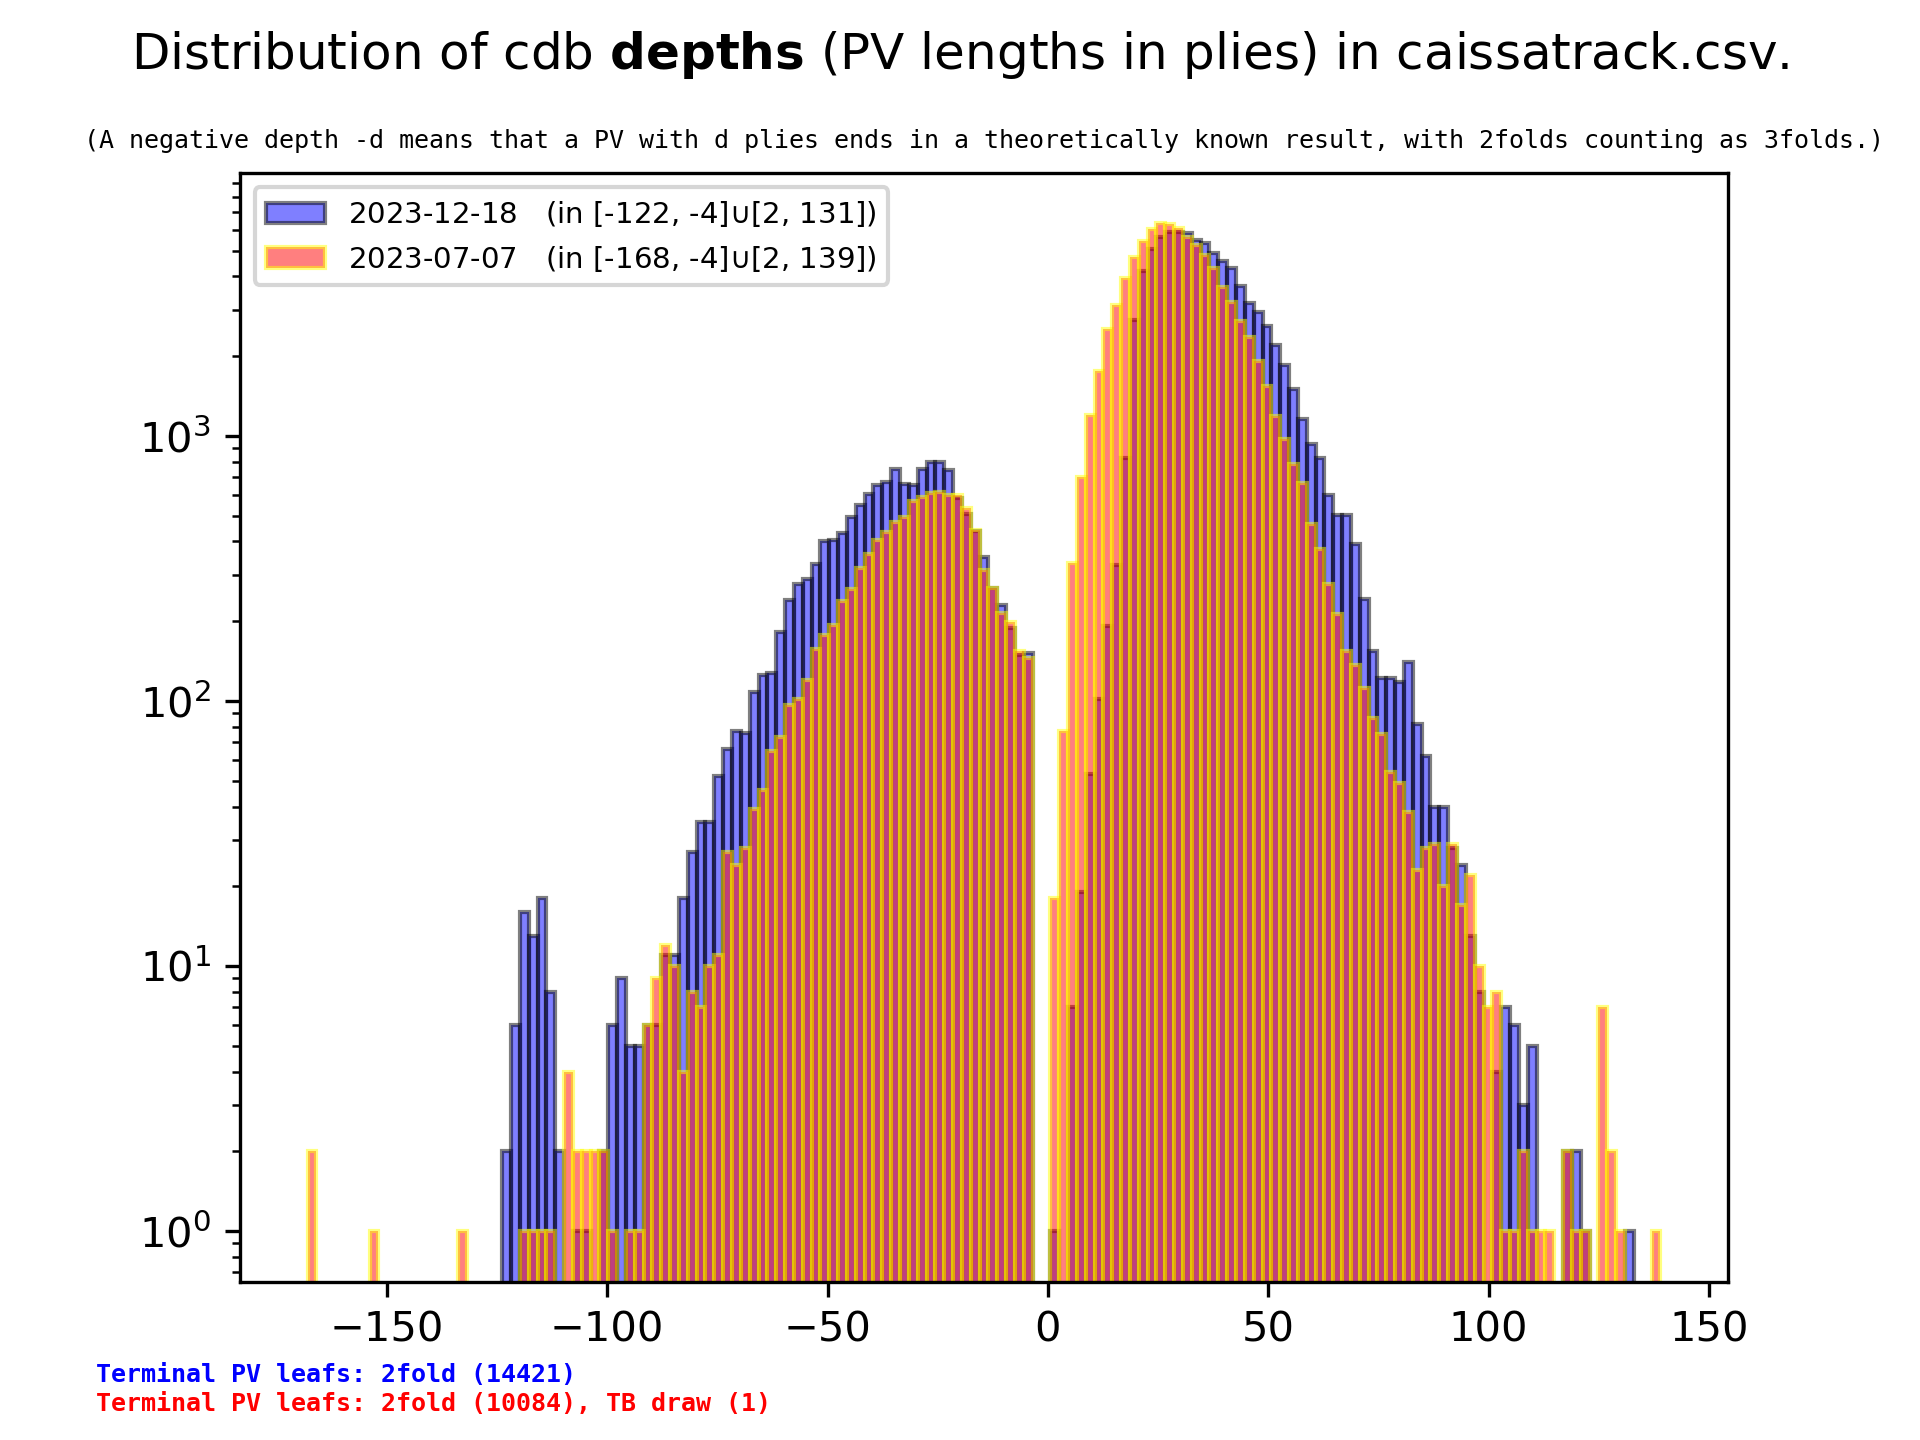 Distribution of cdb depths (PV lengths in plies) in caissatrack.csv.
(A negative depth -d means that a PV with d plies ends in a theoretically known result, with 2folds counting as 3folds.)
2023-12-18 (in [-122, -4]∪[2, 131])
2023-07-07 (in [-168, -4]∪[2, 139])
10³
10²
10¹
10⁰
−150 −100 −50 0 50 100 150
Terminal PV leafs: 2fold (14421)
Terminal PV leafs: 2fold (10084), TB draw (1)